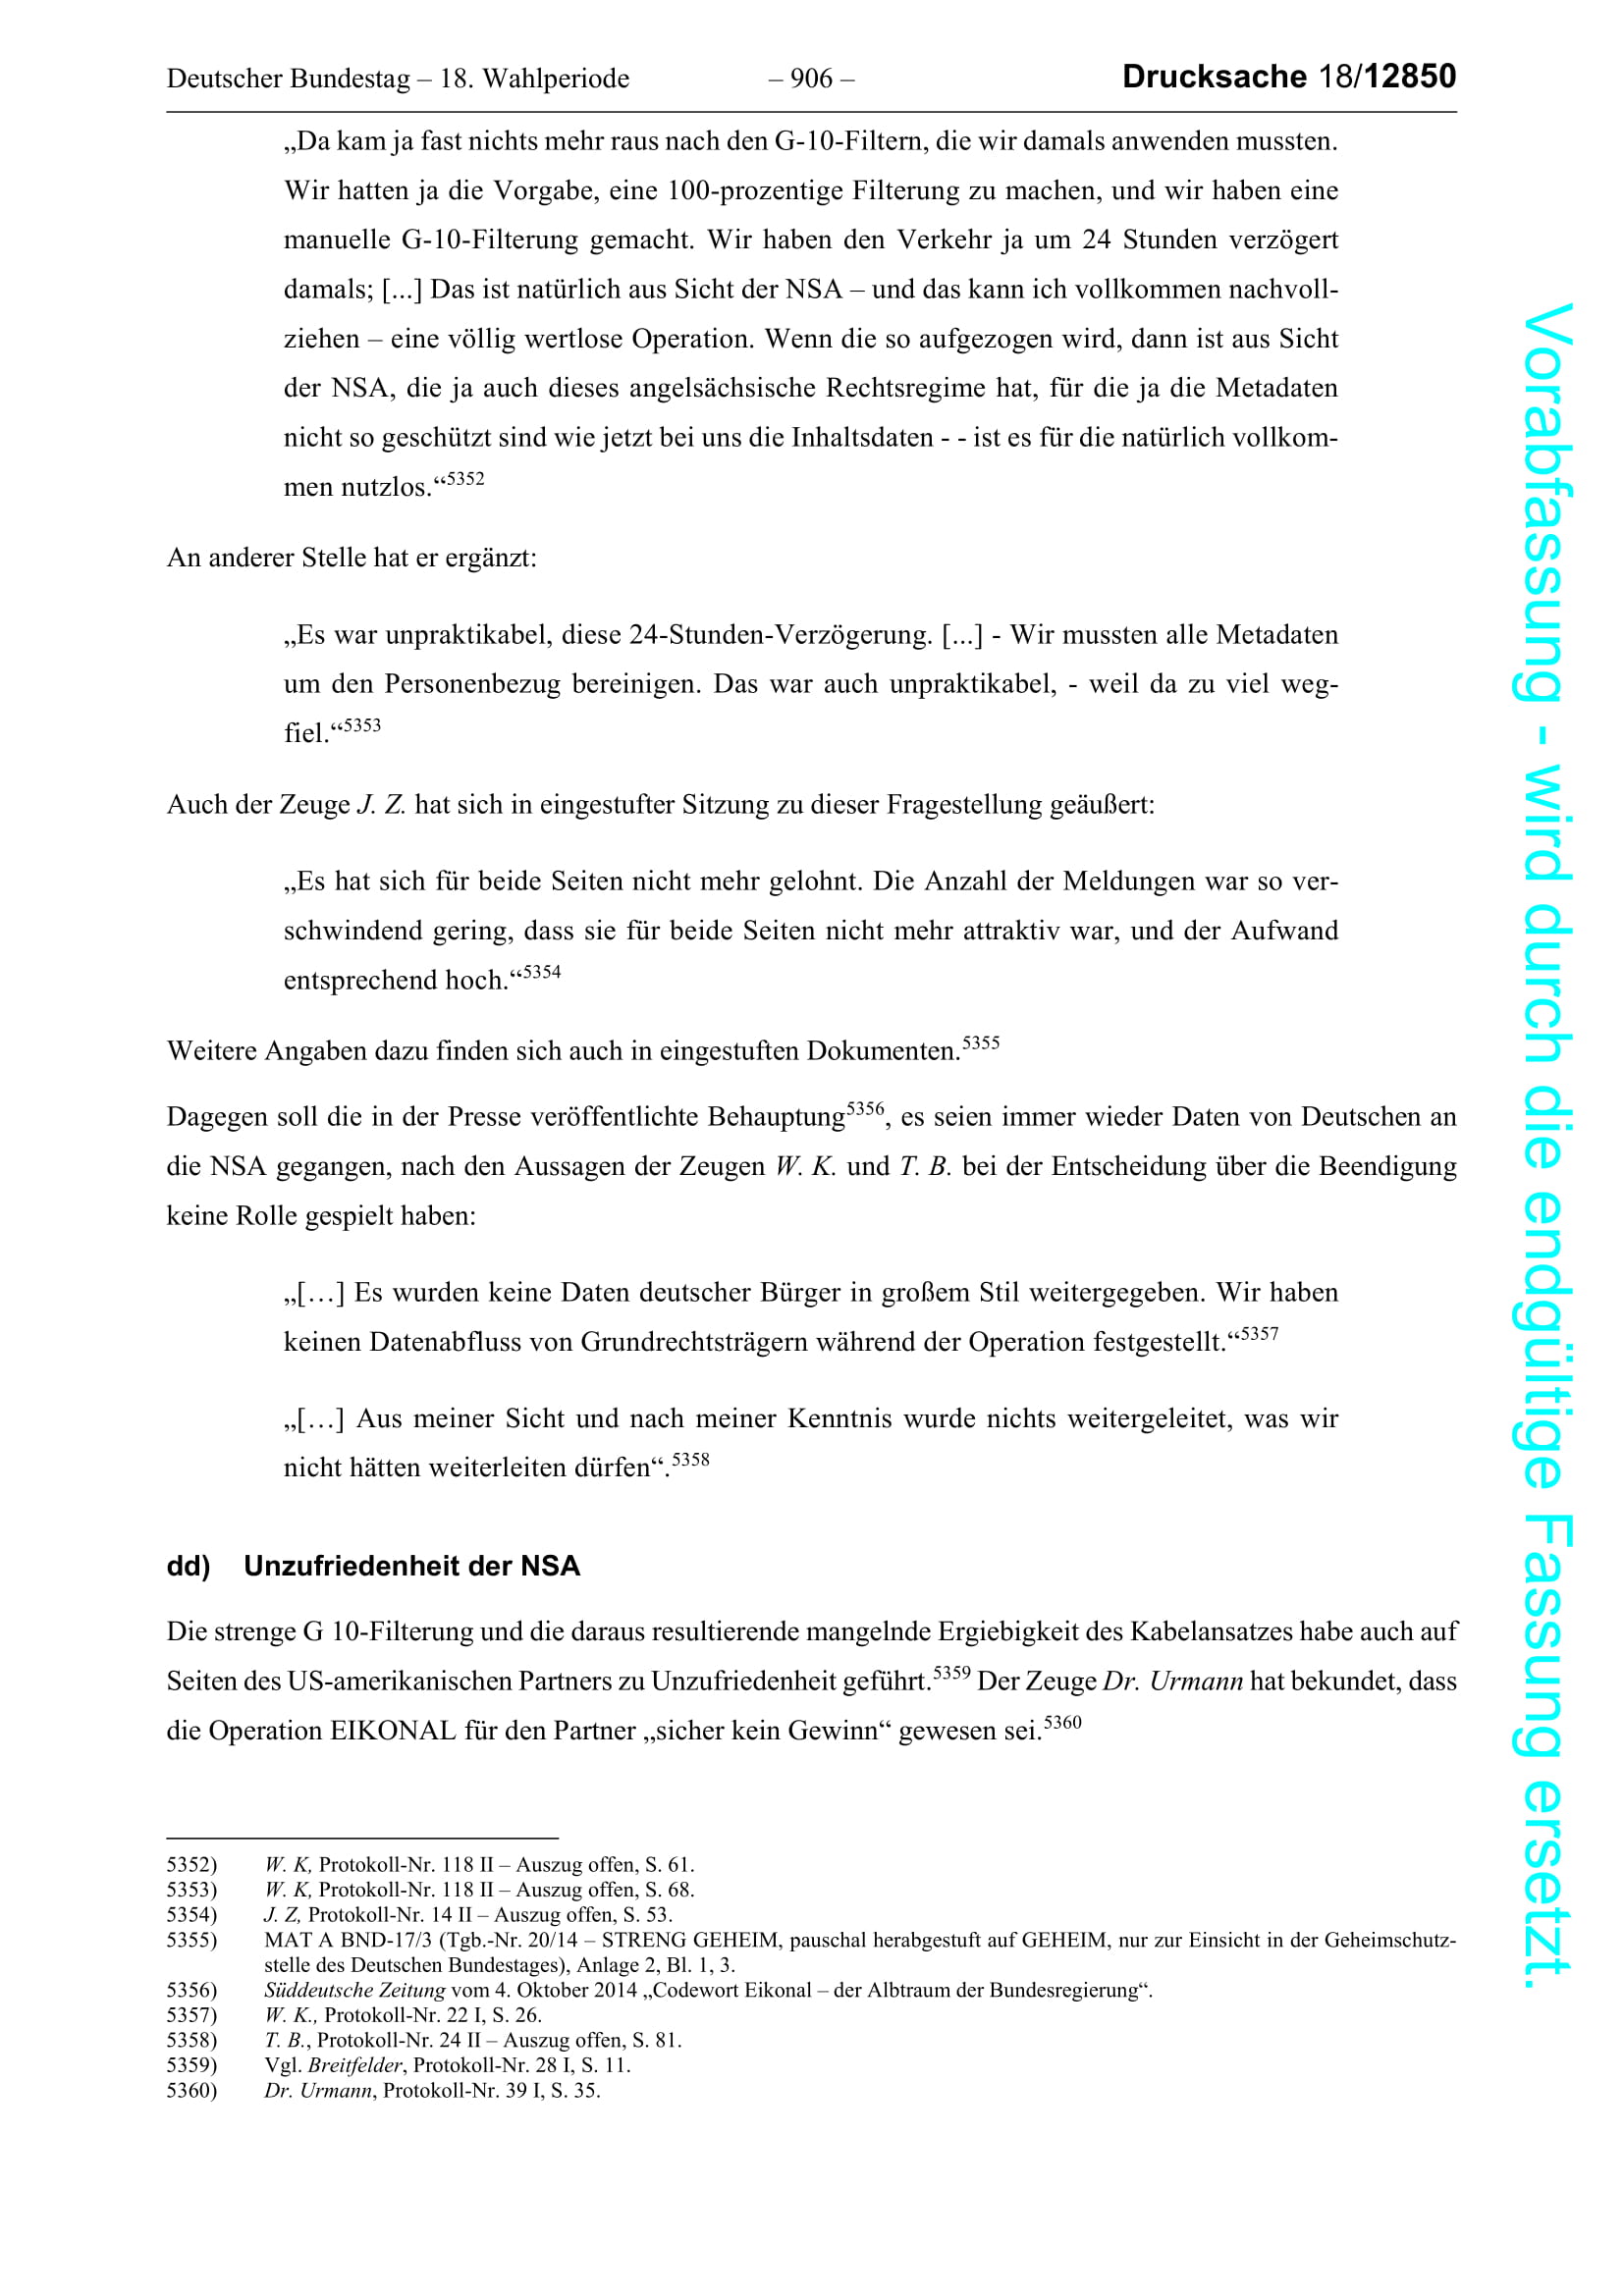 Deutscher Bundestag – 18. Wahlperiode – 906 – Drucksache 18/12850
„Da kam ja fast nichts mehr raus nach den G-10-Filtern, die wir damals anwenden mussten.
Wir hatten ja die Vorgabe, eine 100-prozentige Filterung zu machen, und wir haben eine
manuelle G-10-Filterung gemacht. Wir haben den Verkehr ja um 24 Stunden verzögert
damals; [...] Das ist natürlich aus Sicht der NSA – und das kann ich vollkommen nachvoll-
ziehen – eine völlig wertlose Operation. Wenn die so aufgezogen wird, dann ist aus Sicht
der NSA, die ja auch dieses angelsächsische Rechtsregime hat, für die ja die Metadaten
nicht so geschützt sind wie jetzt bei uns die Inhaltsdaten - - ist es für die natürlich vollkom-
men nutzlos.“5352
An anderer Stelle hat er ergänzt:
„Es war unpraktikabel, diese 24-Stunden-Verzögerung. [...] - Wir mussten alle Metadaten
um den Personenbezug bereinigen. Das war auch unpraktikabel, - weil da zu viel weg-
fiel.“5353
Auch der Zeuge J. Z. hat sich in eingestufter Sitzung zu dieser Fragestellung geäußert:
„Es hat sich für beide Seiten nicht mehr gelohnt. Die Anzahl der Meldungen war so ver-
schwindend gering, dass sie für beide Seiten nicht mehr attraktiv war, und der Aufwand
entsprechend hoch.“5354
Weitere Angaben dazu finden sich auch in eingestuften Dokumenten.5355
Dagegen soll die in der Presse veröffentlichte Behauptung5356, es seien immer wieder Daten von Deutschen an
die NSA gegangen, nach den Aussagen der Zeugen W. K. und T. B. bei der Entscheidung über die Beendigung
keine Rolle gespielt haben:
„[…] Es wurden keine Daten deutscher Bürger in großem Stil weitergegeben. Wir haben
keinen Datenabfluss von Grundrechtsträgern während der Operation festgestellt.“5357
„[…] Aus meiner Sicht und nach meiner Kenntnis wurde nichts weitergeleitet, was wir
nicht hätten weiterleiten dürfen“.5358
dd) Unzufriedenheit der NSA
Die strenge G 10-Filterung und die daraus resultierende mangelnde Ergiebigkeit des Kabelansatzes habe auch auf
Seiten des US-amerikanischen Partners zu Unzufriedenheit geführt.5359 Der Zeuge Dr. Urmann hat bekundet, dass
die Operation EIKONAL für den Partner „sicher kein Gewinn“ gewesen sei.5360
5352) W. K, Protokoll-Nr. 118 II – Auszug offen, S. 61.
5353) W. K, Protokoll-Nr. 118 II – Auszug offen, S. 68.
5354) J. Z, Protokoll-Nr. 14 II – Auszug offen, S. 53.
5355) MAT A BND-17/3 (Tgb.-Nr. 20/14 – STRENG GEHEIM, pauschal herabgestuft auf GEHEIM, nur zur Einsicht in der Geheimschutz-
stelle des Deutschen Bundestages), Anlage 2, Bl. 1, 3.
5356) Süddeutsche Zeitung vom 4. Oktober 2014 „Codewort Eikonal – der Albtraum der Bundesregierung“.
5357) W. K., Protokoll-Nr. 22 I, S. 26.
5358) T. B., Protokoll-Nr. 24 II – Auszug offen, S. 81.
5359) Vgl. Breitfelder, Protokoll-Nr. 28 I, S. 11.
5360) Dr. Urmann, Protokoll-Nr. 39 I, S. 35.
Vorabfassung - wird durch die endgültige Fassung ersetzt.